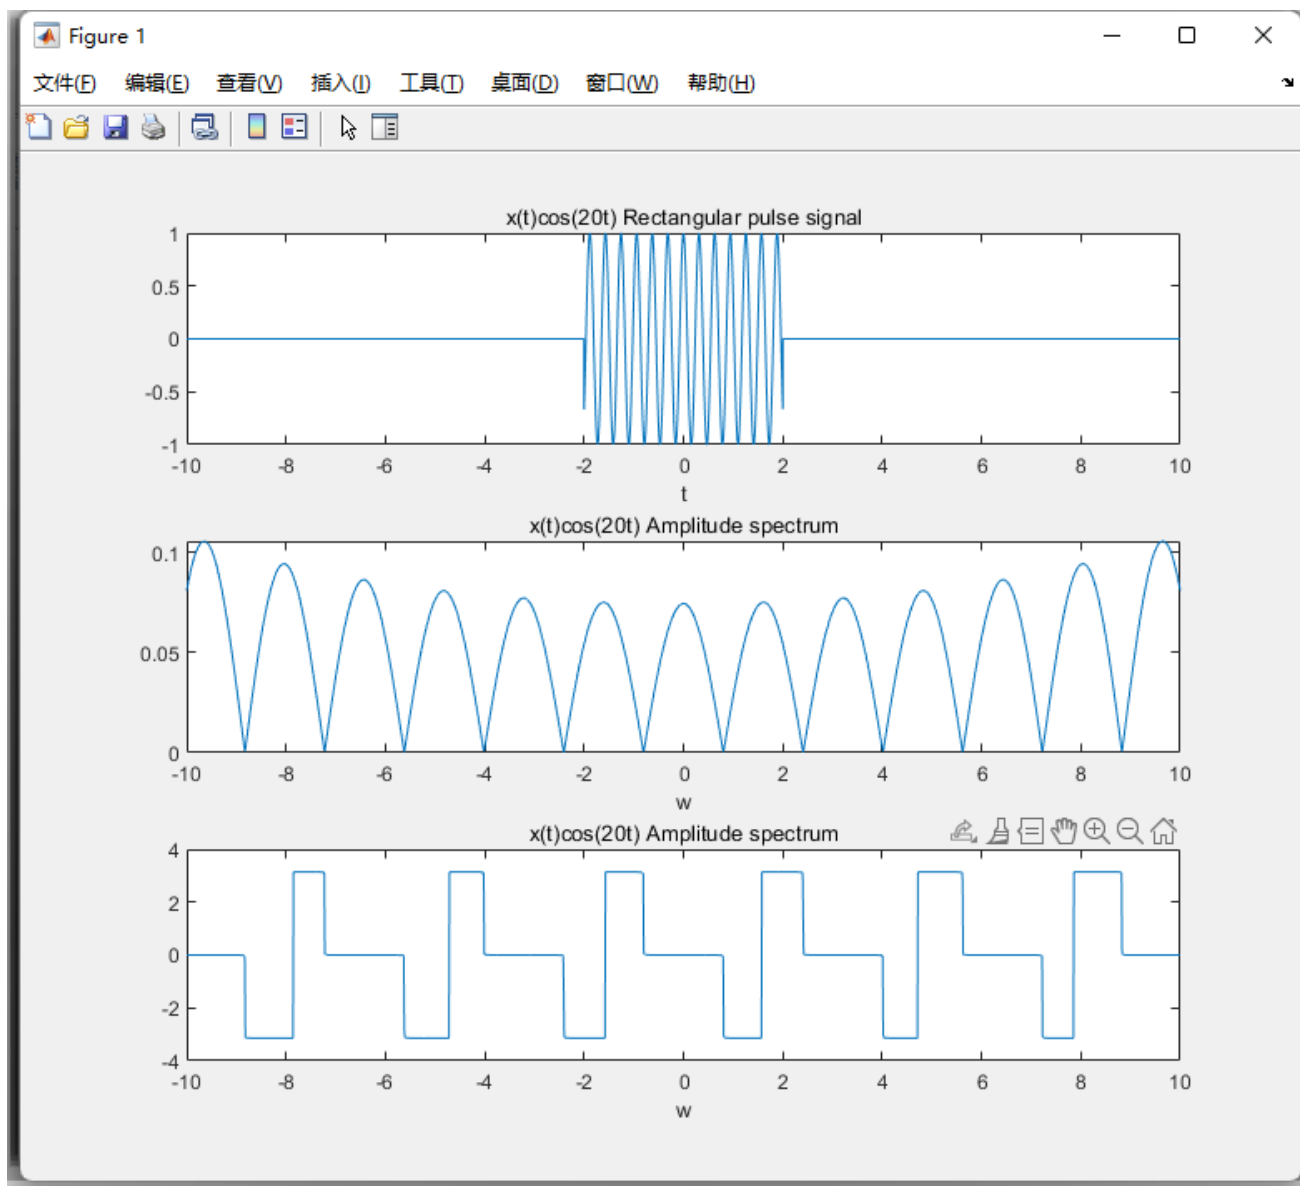 Figure 1
文件(F) 编辑(E) 查看(V) 插入(I) 工具(T) 桌面(D) 窗口(W) 帮助(H)
x(t)cos(20t) Rectangular pulse signal
1
0.5
0
-0.5
-1
-10 -8 -6 -4 -2 0 2 4 6 8 10
t
x(t)cos(20t) Amplitude spectrum
0.1
0.05
0
-10 -8 -6 -4 -2 0 2 4 6 8 10
w
x(t)cos(20t) Amplitude spectrum
4
2
0
-2
-4
-10 -8 -6 -4 -2 0 2 4 6 8 10
w